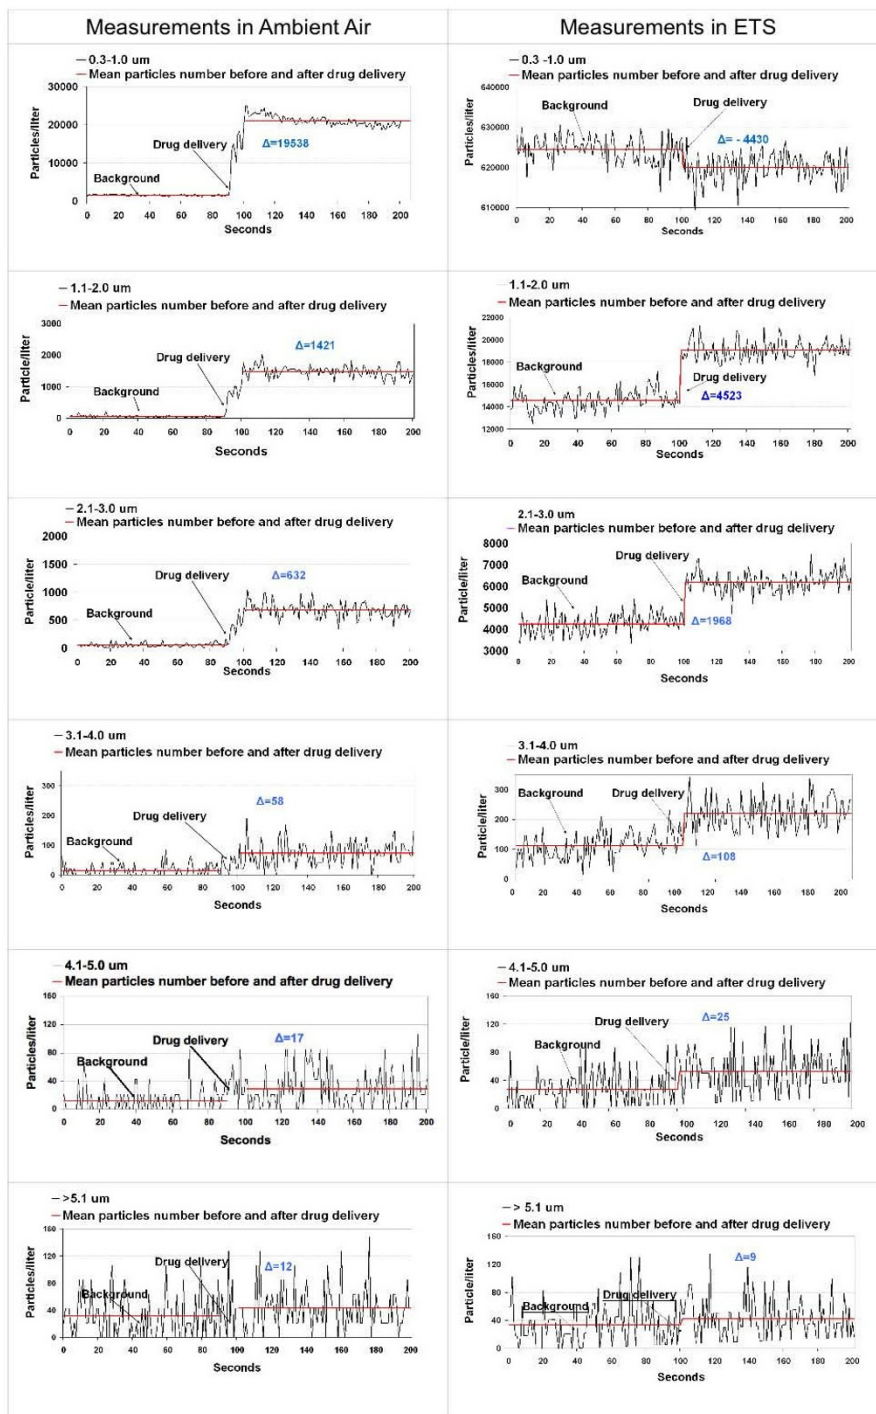 Measurements in Ambient Air
Measurements in ETS
0.3-1.0 um
Mean particles number before and after drug delivery
30000
20000
10000
0
Particles/liter
Background
Drug delivery
Δ=19538
0 20 40 60 80 100 120 140 160 180 200
Seconds
0.3 -1.0 um
Mean particles number before and after drug delivery
640000
630000
620000
610000
Particles/liter
Background
Drug delivery
Δ= - 4430
0 20 40 60 80 100 120 140 160 180 200
Seconds
1.1-2.0 um
Mean particles number before and after drug delivery
3000
2000
1000
0
Particle/liter
Background
Drug delivery
Δ=1421
0 20 40 60 80 100 120 140 160 180 200
Seconds
1.1-2.0 um
Mean particles number before and after drug delivery
22000
20000
18000
16000
14000
12000
Particle/liter
Background
Drug delivery
Δ=4523
0 20 40 60 80 100 120 140 160 180 200
Seconds
2.1-3.0 um
Mean particles number before and after drug delivery
2000
1500
1000
500
0
Particle/liter
Background
Drug delivery
Δ=632
0 20 40 60 80 100 120 140 160 180 200
Seconds
2.1-3.0 um
Mean particles number before and after drug delivery
8000
7000
6000
5000
4000
3000
Particle/liter
Background
Drug delivery
Δ=1968
0 20 40 60 80 100 120 140 160 180 200
Seconds
3.1-4.0 um
Mean particles number before and after drug delivery
300
200
100
0
Particles/liter
Background
Drug delivery
Δ=58
0 20 40 60 80 100 120 140 160 180 200
Seconds
3.1-4.0 um
Mean particles number before and after drug delivery
300
200
100
0
Particles/liter
Background
Drug delivery
Δ=108
0 20 40 60 80 100 120 140 160 180 200
Seconds
4.1-5.0 um
Mean particles number before and after drug delivery
160
120
80
40
0
Particles/liter
Background
Drug delivery
Δ=17
0 20 40 60 80 100 120 140 160 180 200
Seconds
4.1-5.0 um
Mean particles number before and after drug delivery
160
120
80
40
0
Particles/liter
Background
Drug delivery
Δ=25
0 20 40 60 80 100 120 140 160 180 200
Seconds
>5.1 um
Mean particles number before and after drug delivery
160
120
80
40
0
Particles/liter
Background
Drug delivery
Δ=12
0 20 40 60 80 100 120 140 160 180 200
Seconds
> 5.1 um
Mean particles number before and after drug delivery
160
120
80
40
0
Particles/liter
Background
Drug delivery
Δ=9
0 20 40 60 80 100 120 140 160 180 200
Seconds